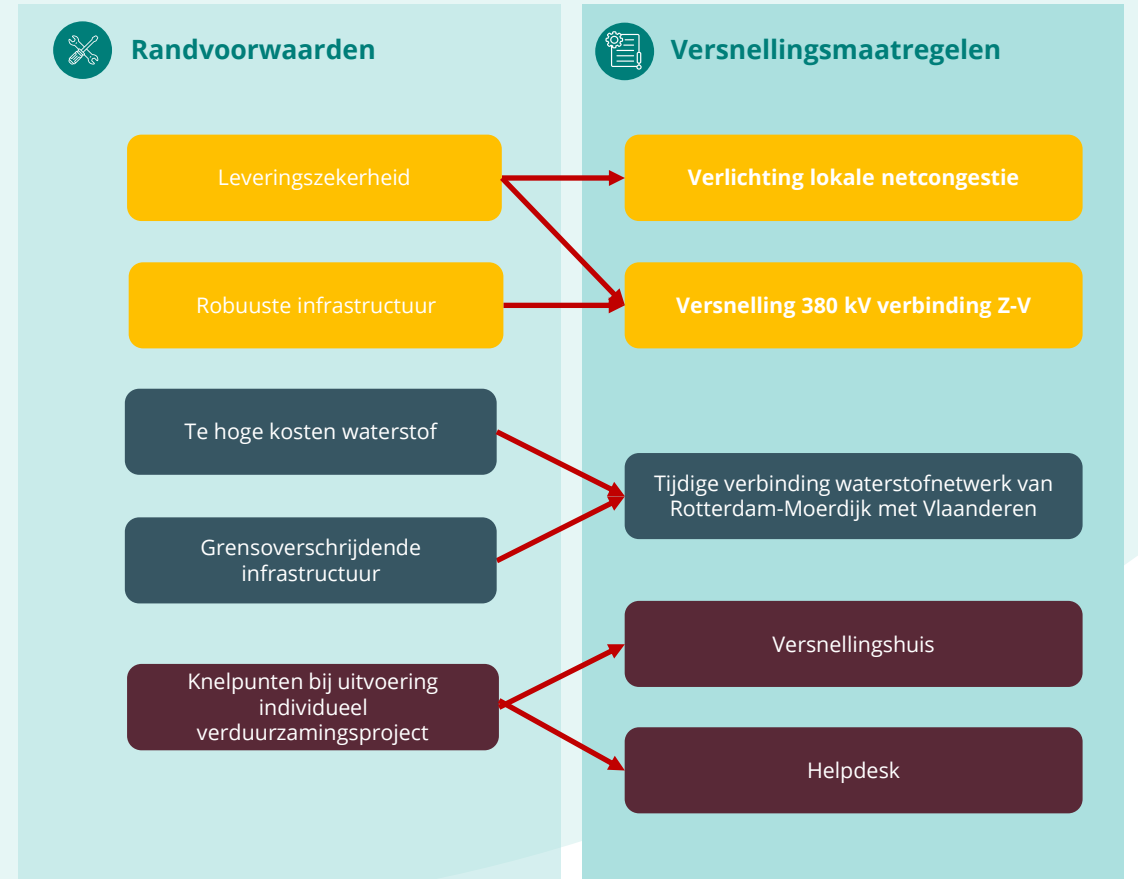 Randvoorwaarden
Leveringszekerheid
Robuuste infrastructuur
Te hoge kosten waterstof
Grensoverschrijdende
infrastructuur
Knelpunten bij uitvoering
individueel
verduurzamingsproject
Versnellingsmaatregelen
Verlichting lokale netcongestie
Versnelling 380 kV verbinding Z-V
Tijdige verbinding waterstofnetwerk van
Rotterdam-Moerdijk met Vlaanderen
Versnellingshuis
Helpdesk